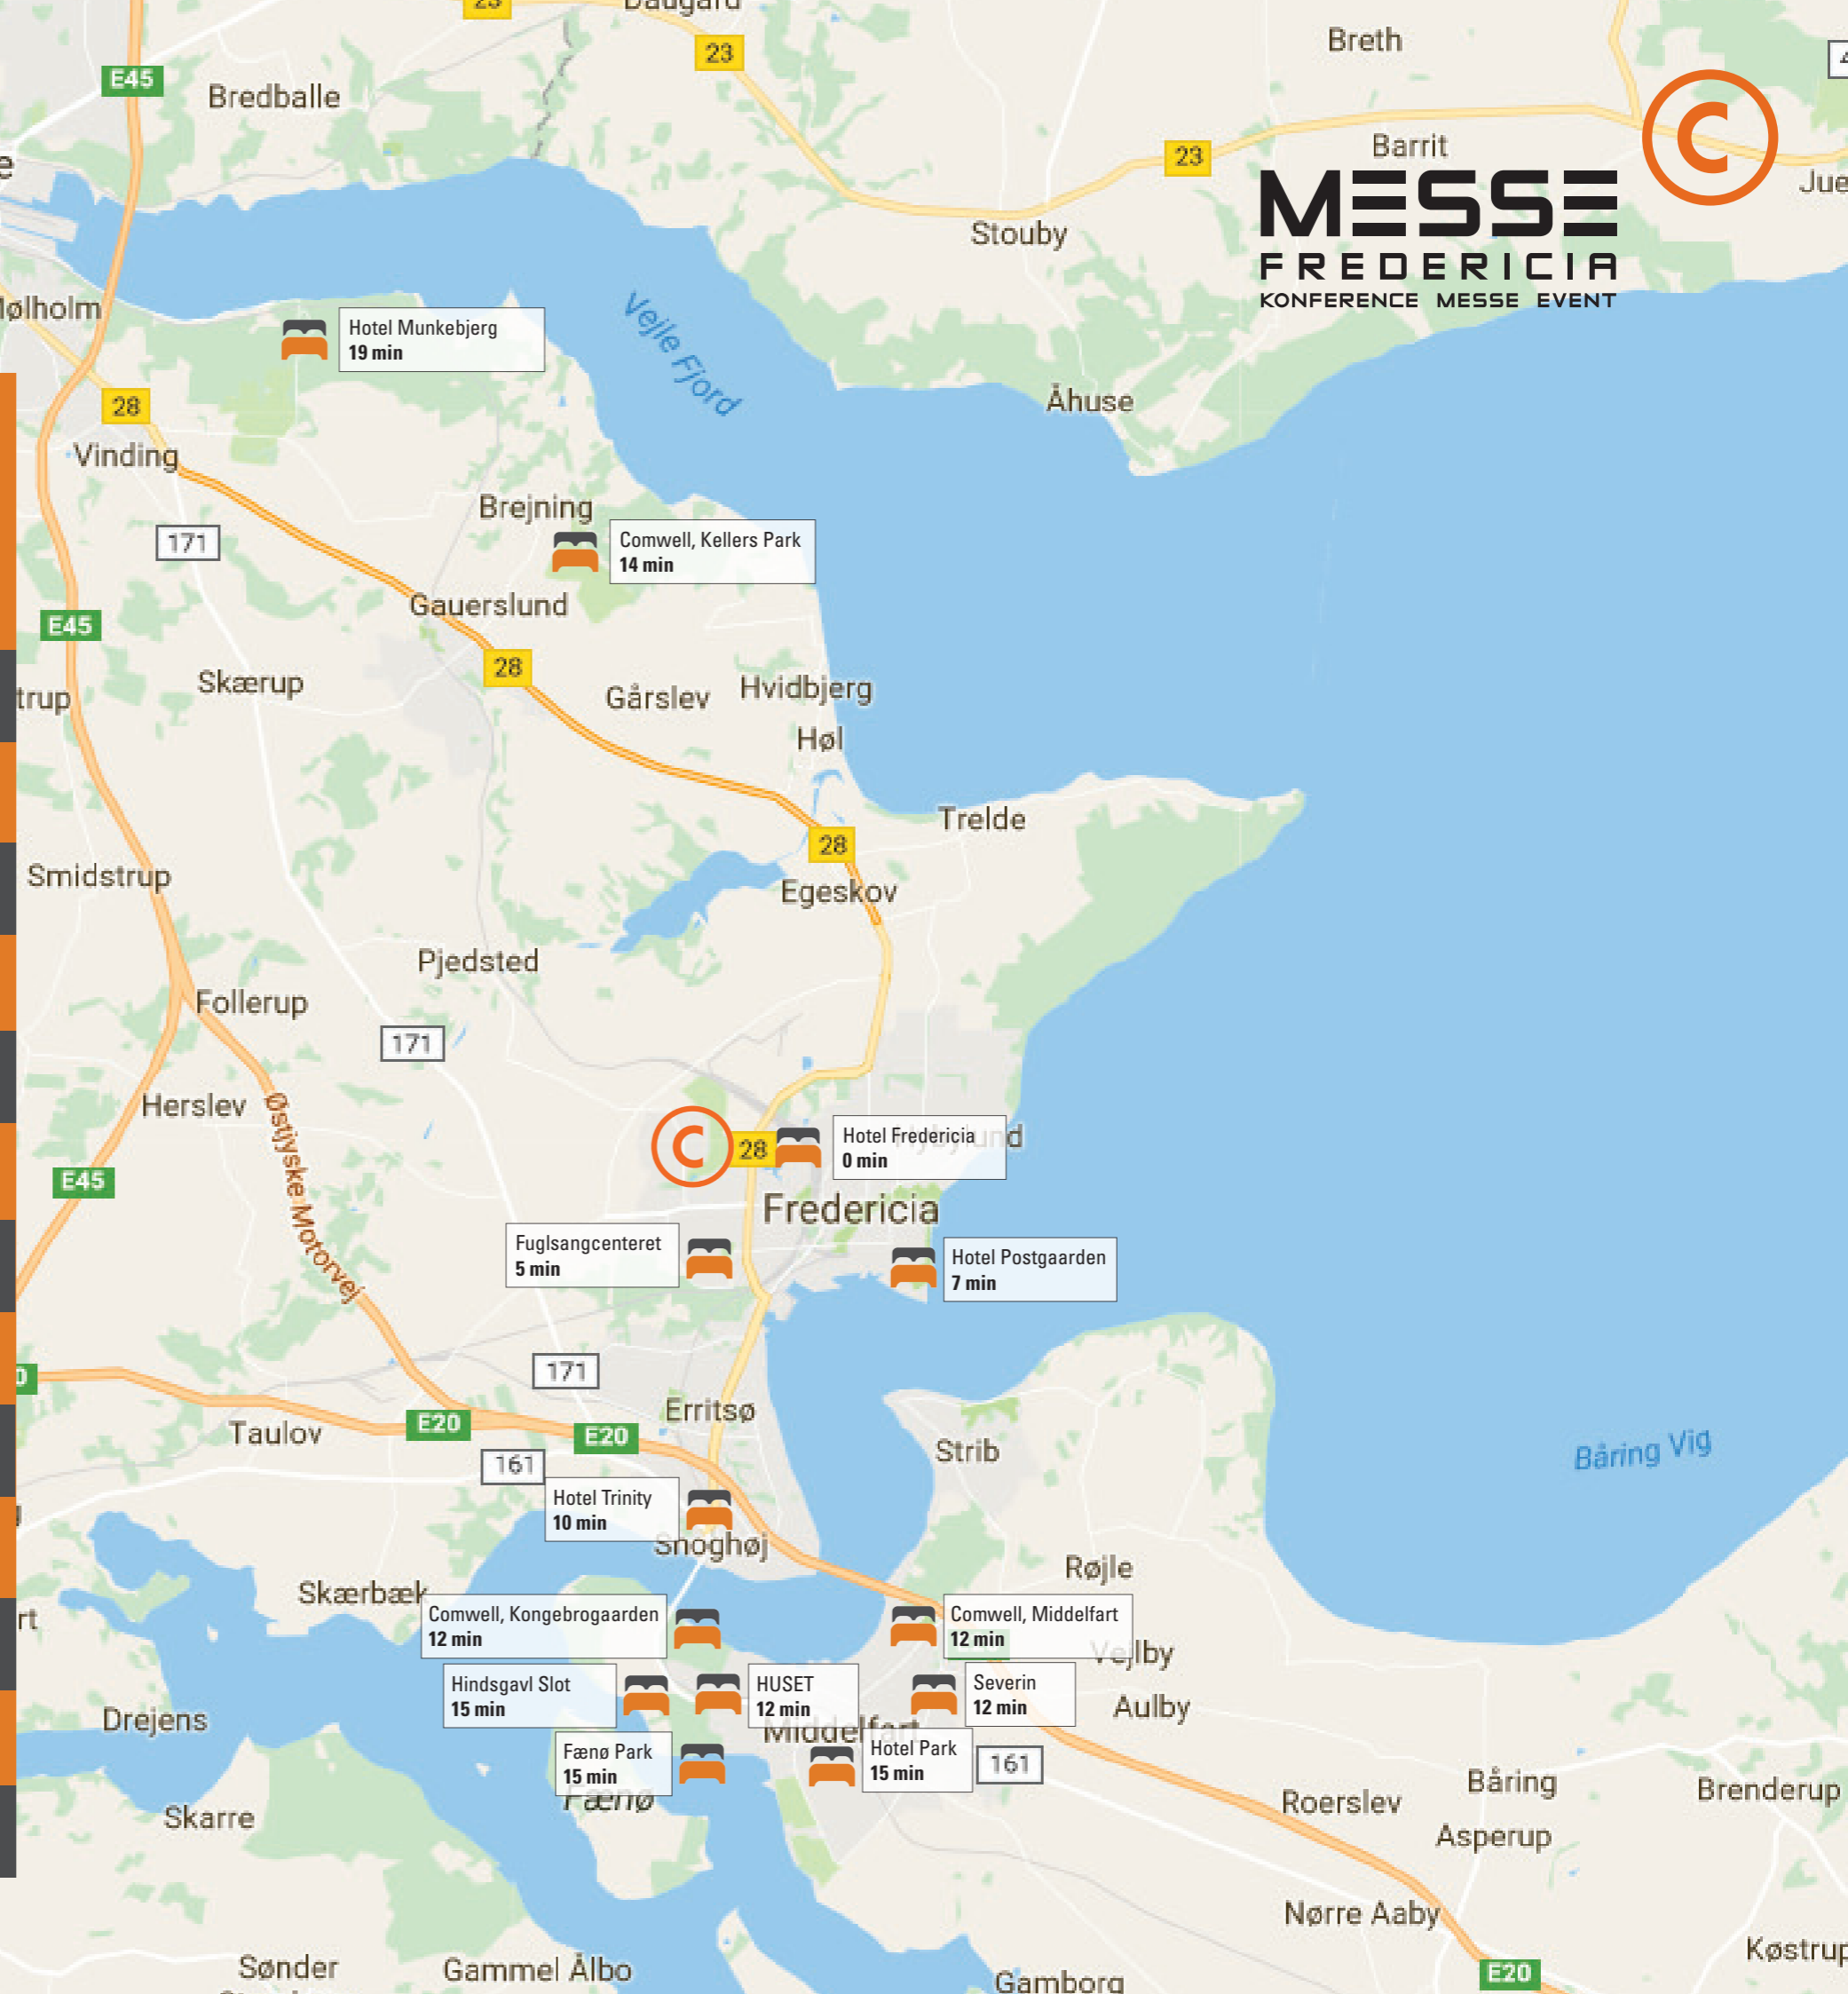 23
Daugård
23
Breth
E45
Bredballe
23
Barrit
C
MESSE
FREDERICIA
KONFERENCE MESSE EVENT
Stouby
Hotel Munkebjerg
19 min
Vejle Fjord
Åhuse
28
Vinding
Brejning
171
Comwell, Kellers Park
14 min
Gauerslund
E45
28
Skærup
Gårslev
Hvidbjerg
Høl
Trelde
28
Smidstrup
Egeskov
Pjedsted
Follerup
171
Herslev
Østjyske Motorvej
C
28
Hotel Fredericia
0 min
E45
Fredericia
Fuglsangcenteret
5 min
Hotel Postgaarden
7 min
171
Erritsø
E20
E20
Taulov
Strib
Båring Vig
161
Hotel Trinity
10 min
Snoghøj
Røjle
Skærbæk
Comwell, Kongebrogaarden
12 min
Comwell, Middelfart
12 min
Vejlby
Hindsgavl Slot
15 min
HUSET
12 min
Severin
12 min
Aulby
Drejens
Middelfart
Fænø Park
15 min
Hotel Park
15 min
161
Fænø
Båring
Brenderup
Skarre
Roerslev
Asperup
Nørre Aaby
Køstrup
Sønder
Gammel Ålbo
Gamborg
E20